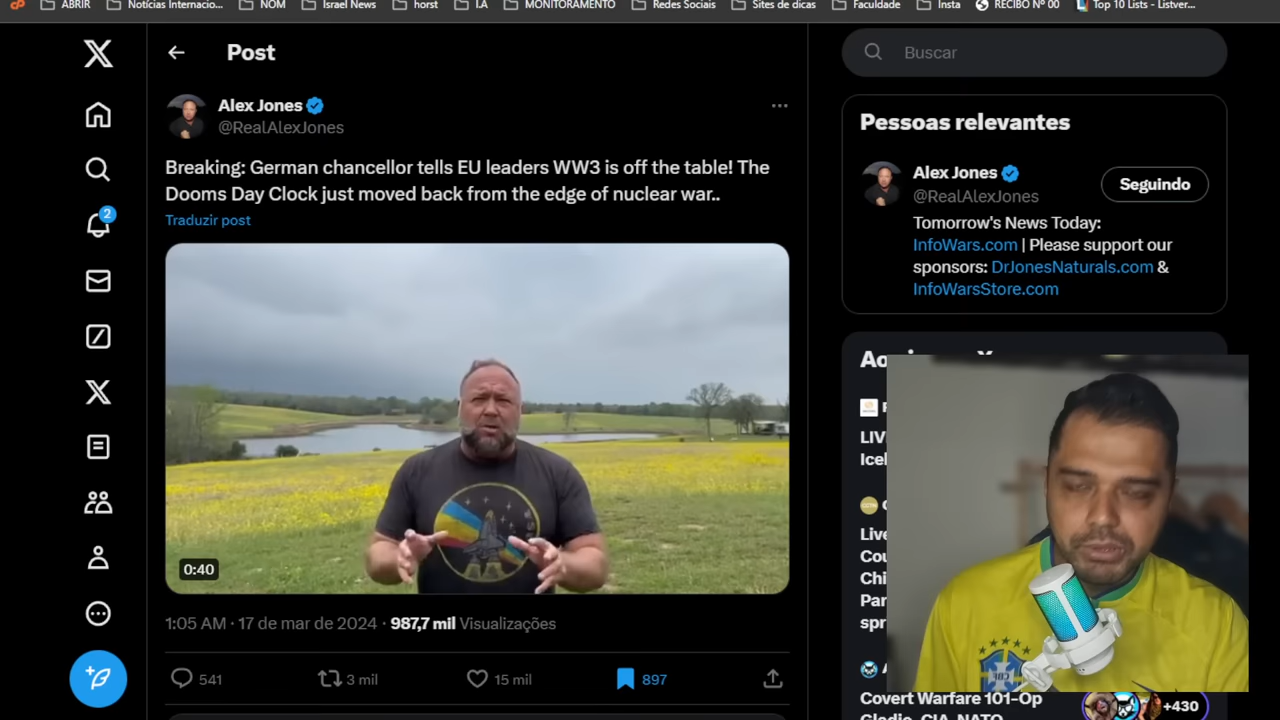 ABRIR
Notícias Internacio...
NOM
Israel News
horst
I.A
MONITORAMENTO
Redes Sociais
Sites de dicas
Faculdade
Insta
RECIBO Nº 00
Top 10 Lists - Listver...
Post
Buscar
Alex Jones
@RealAlexJones
Breaking: German chancellor tells EU leaders WW3 is off the table! The
Dooms Day Clock just moved back from the edge of nuclear war..
Traduzir post
0:40
1:05 AM · 17 de mar de 2024 · 987,7 mil Visualizações
541
3 mil
15 mil
897
2
Pessoas relevantes
Alex Jones
@RealAlexJones
Seguindo
Tomorrow's News Today:
InfoWars.com | Please support our
sponsors: DrJonesNaturals.com &
InfoWarsStore.com
LIV
Icel
Live
Cou
Chi
Par
spr
Covert Warfare 101-Op
+430
CBF